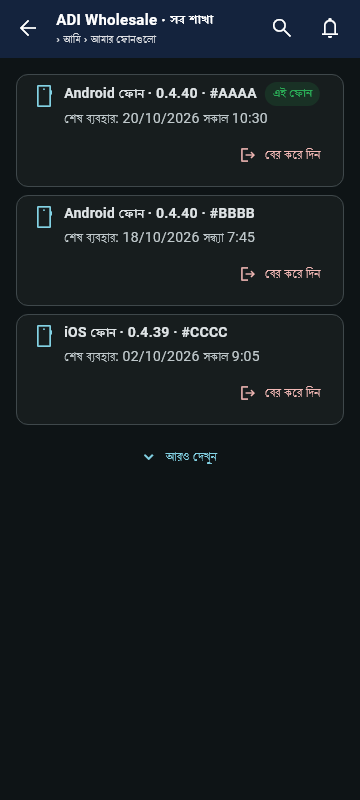 ADI Wholesale · সব শাখা
› আমি › আমার ফোনগুলো
Android ফোন · 0.4.40 · #AAAA এই ফোন
শেষ ব্যবহার: 20/10/2026 সকাল 10:30
বের করে দিন
Android ফোন · 0.4.40 · #BBBB
শেষ ব্যবহার: 18/10/2026 সন্ধ্যা 7:45
বের করে দিন
iOS ফোন · 0.4.39 · #CCCC
শেষ ব্যবহার: 02/10/2026 সকাল 9:05
বের করে দিন
আরও দেখুন